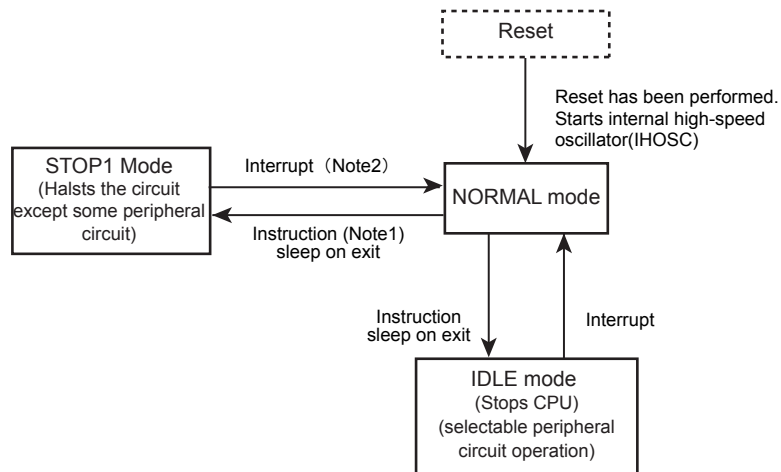 Reset
Reset has been performed.
Starts internal high-speed
oscillator(IHOSC)
STOP1 Mode
(Halsts the circuit
except some peripheral
circuit)
Interrupt（Note2）
Instruction (Note1)
sleep on exit
NORMAL mode
Instruction
sleep on exit
Interrupt
IDLE mode
(Stops CPU)
(selectable peripheral
circuit operation)